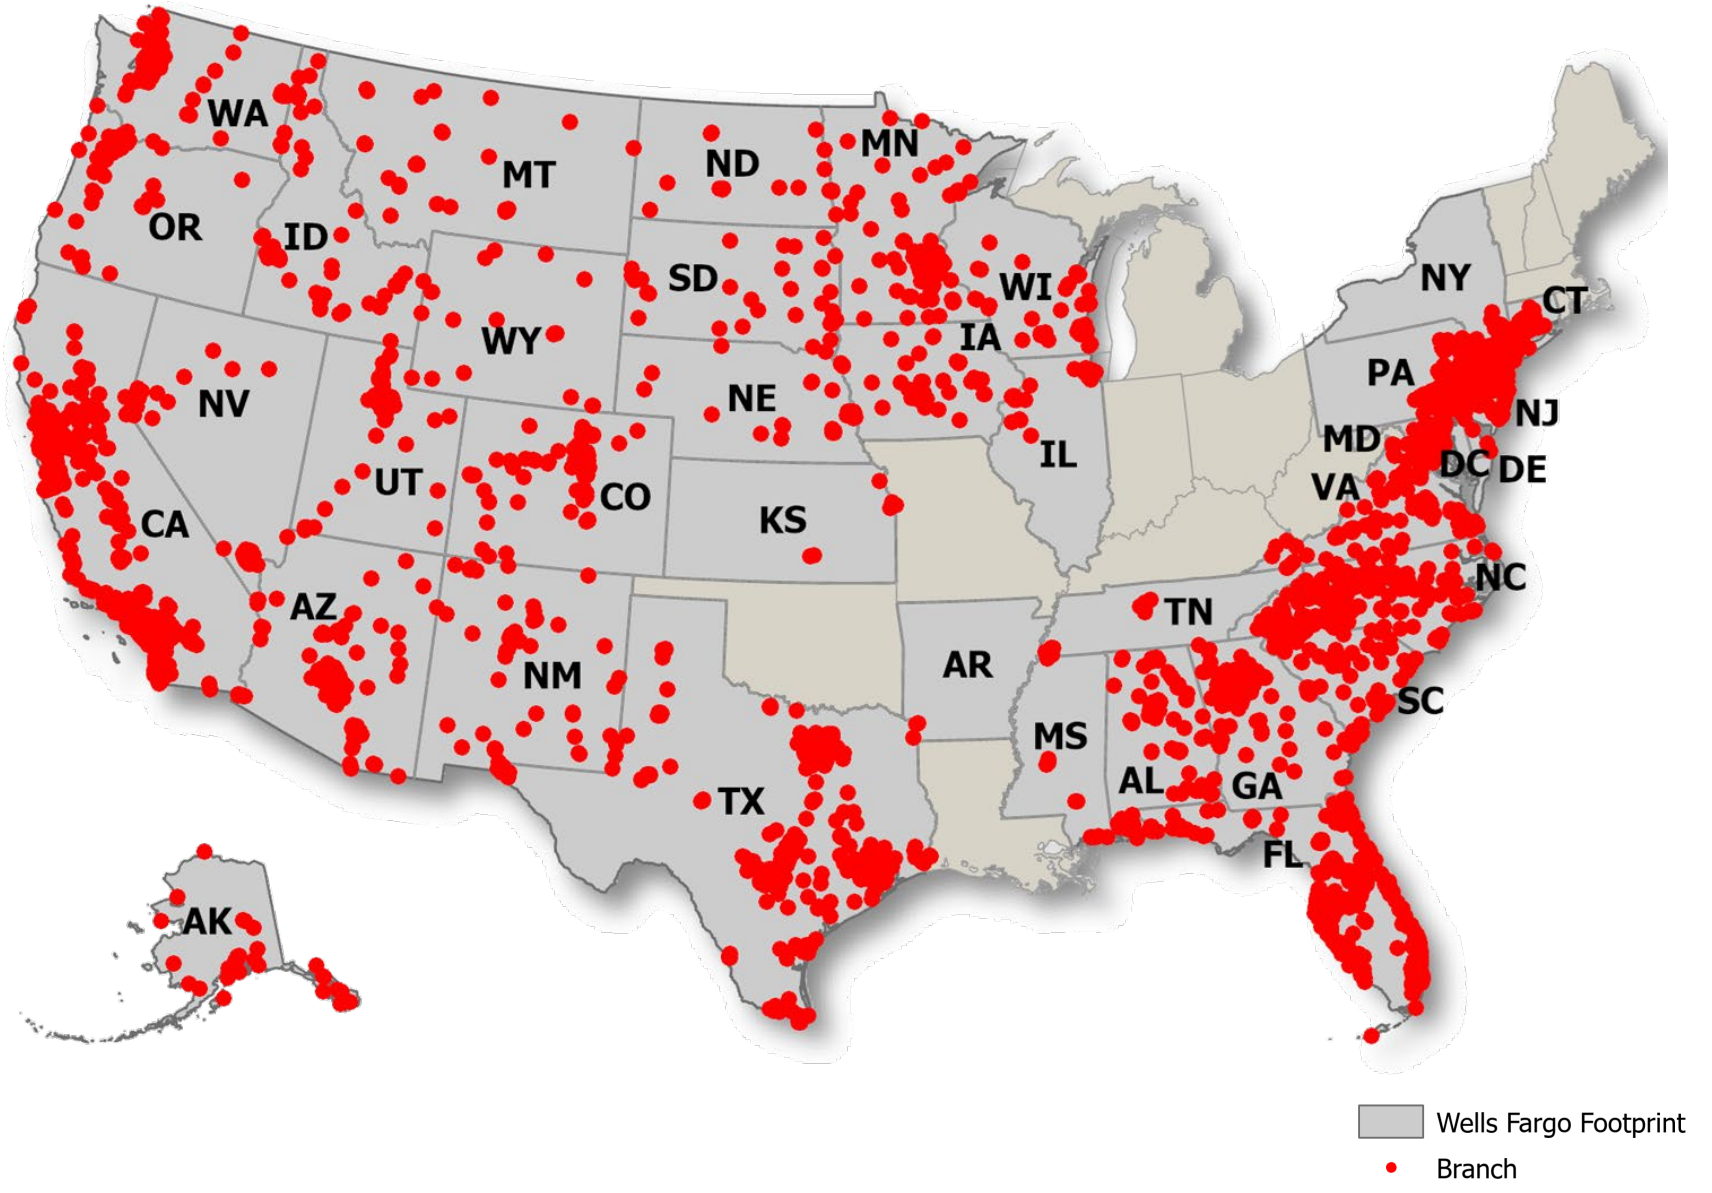 WA
MT
ND
MN
OR
ID
SD
WI
NY
CT
WY
IA
NV
NE
PA
NJ
UT
CO
IL
MD
DC
DE
VA
CA
KS
AZ
NM
TN
NC
AR
SC
TX
MS
AL
GA
FL
AK
Wells Fargo Footprint
Branch